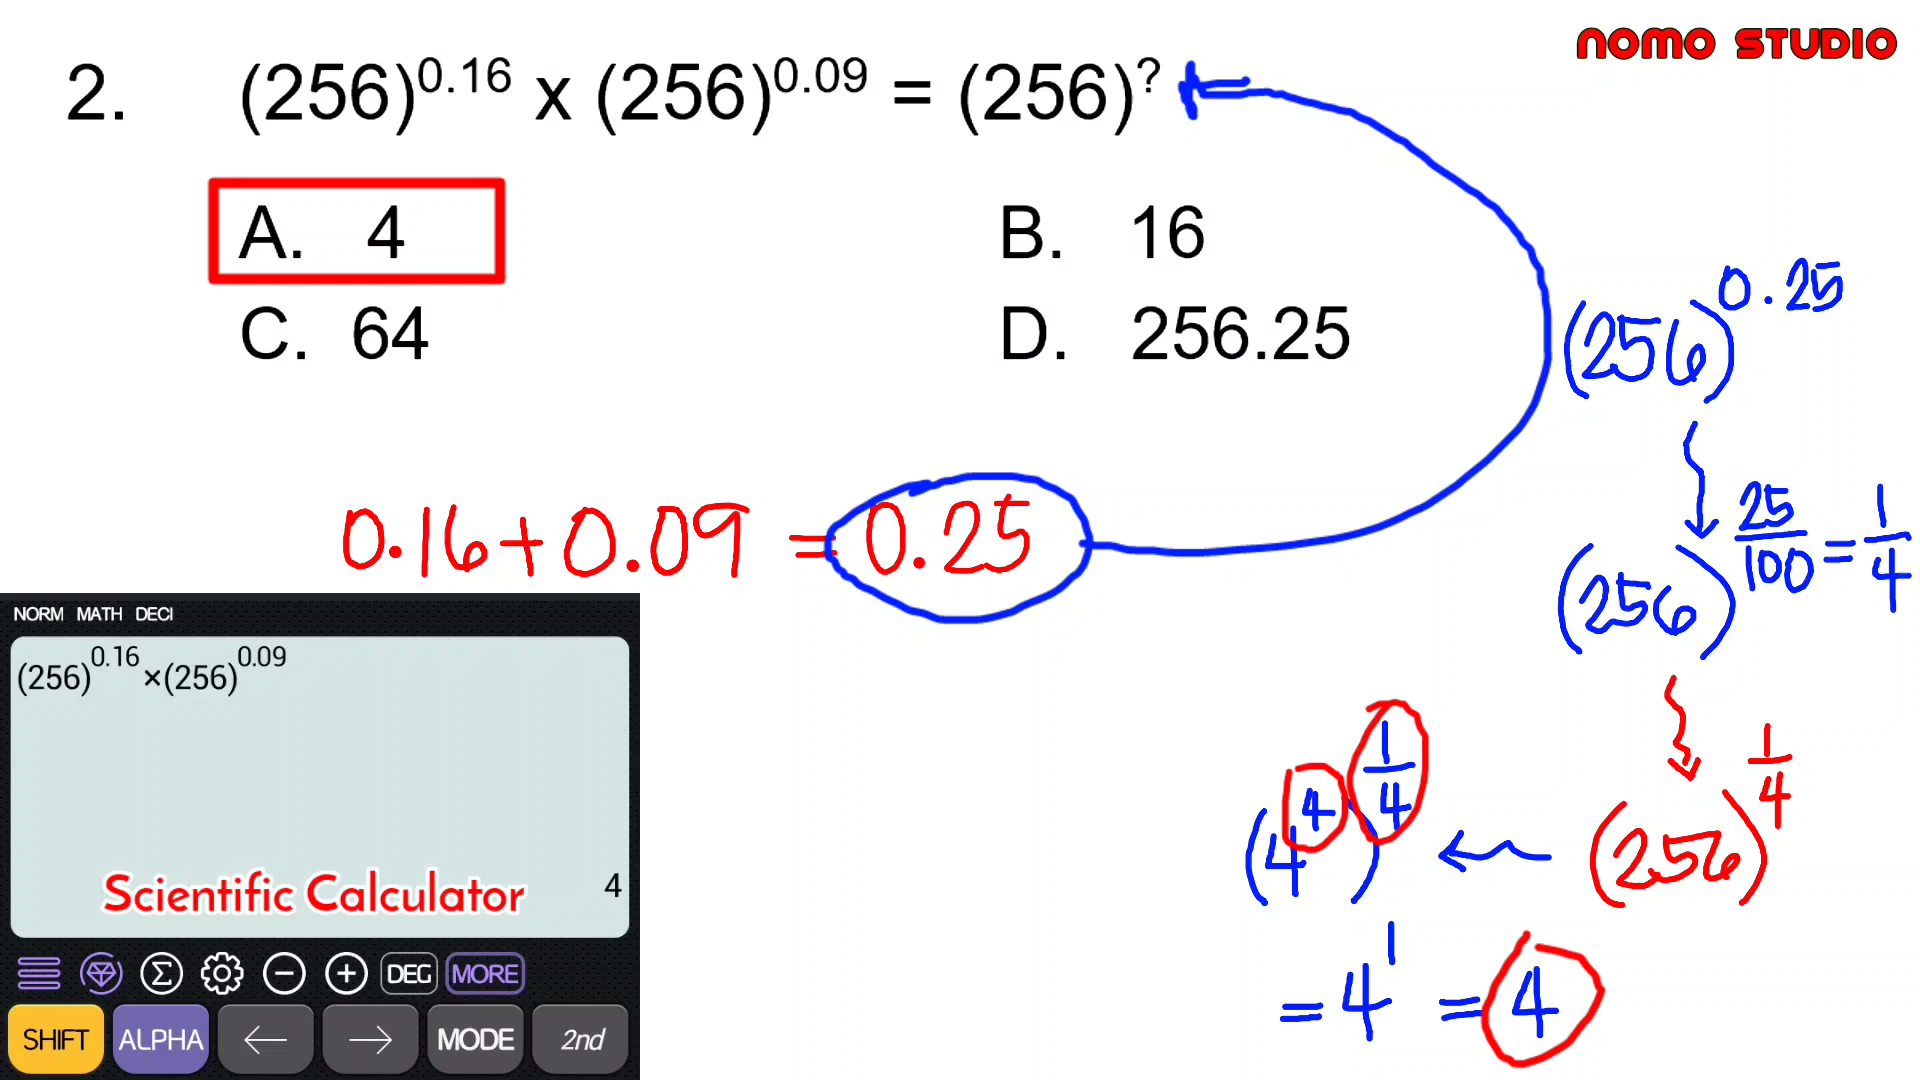 NOMO STUDIO
2. (256)^0.16 x (256)^0.09 = (256)^?
A. 4
B. 16
C. 64
D. 256.25
0.16+0.09 = 0.25
(256)^0.25
(256)^25/100 = 1/4
(256)^1/4
(4^4)^1/4
= 4^1 = 4
NORM MATH DECI
(256)^0.16 ×(256)^0.09
Scientific Calculator
4
DEG MORE
SHIFT ALPHA ← → MODE 2nd